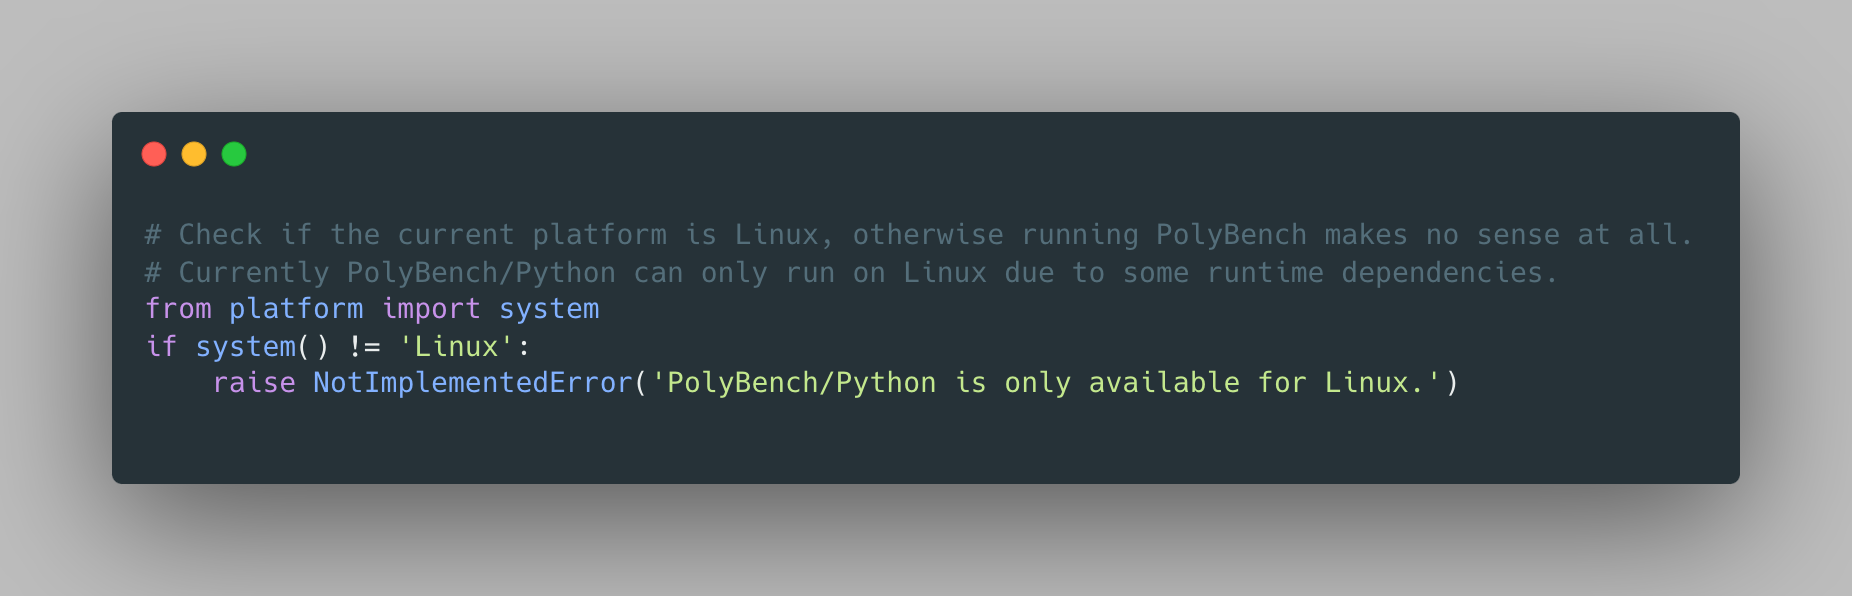 # Check if the current platform is Linux, otherwise running PolyBench makes no sense at all.
# Currently PolyBench/Python can only run on Linux due to some runtime dependencies.
from platform import system
if system() != 'Linux':
    raise NotImplementedError('PolyBench/Python is only available for Linux.')